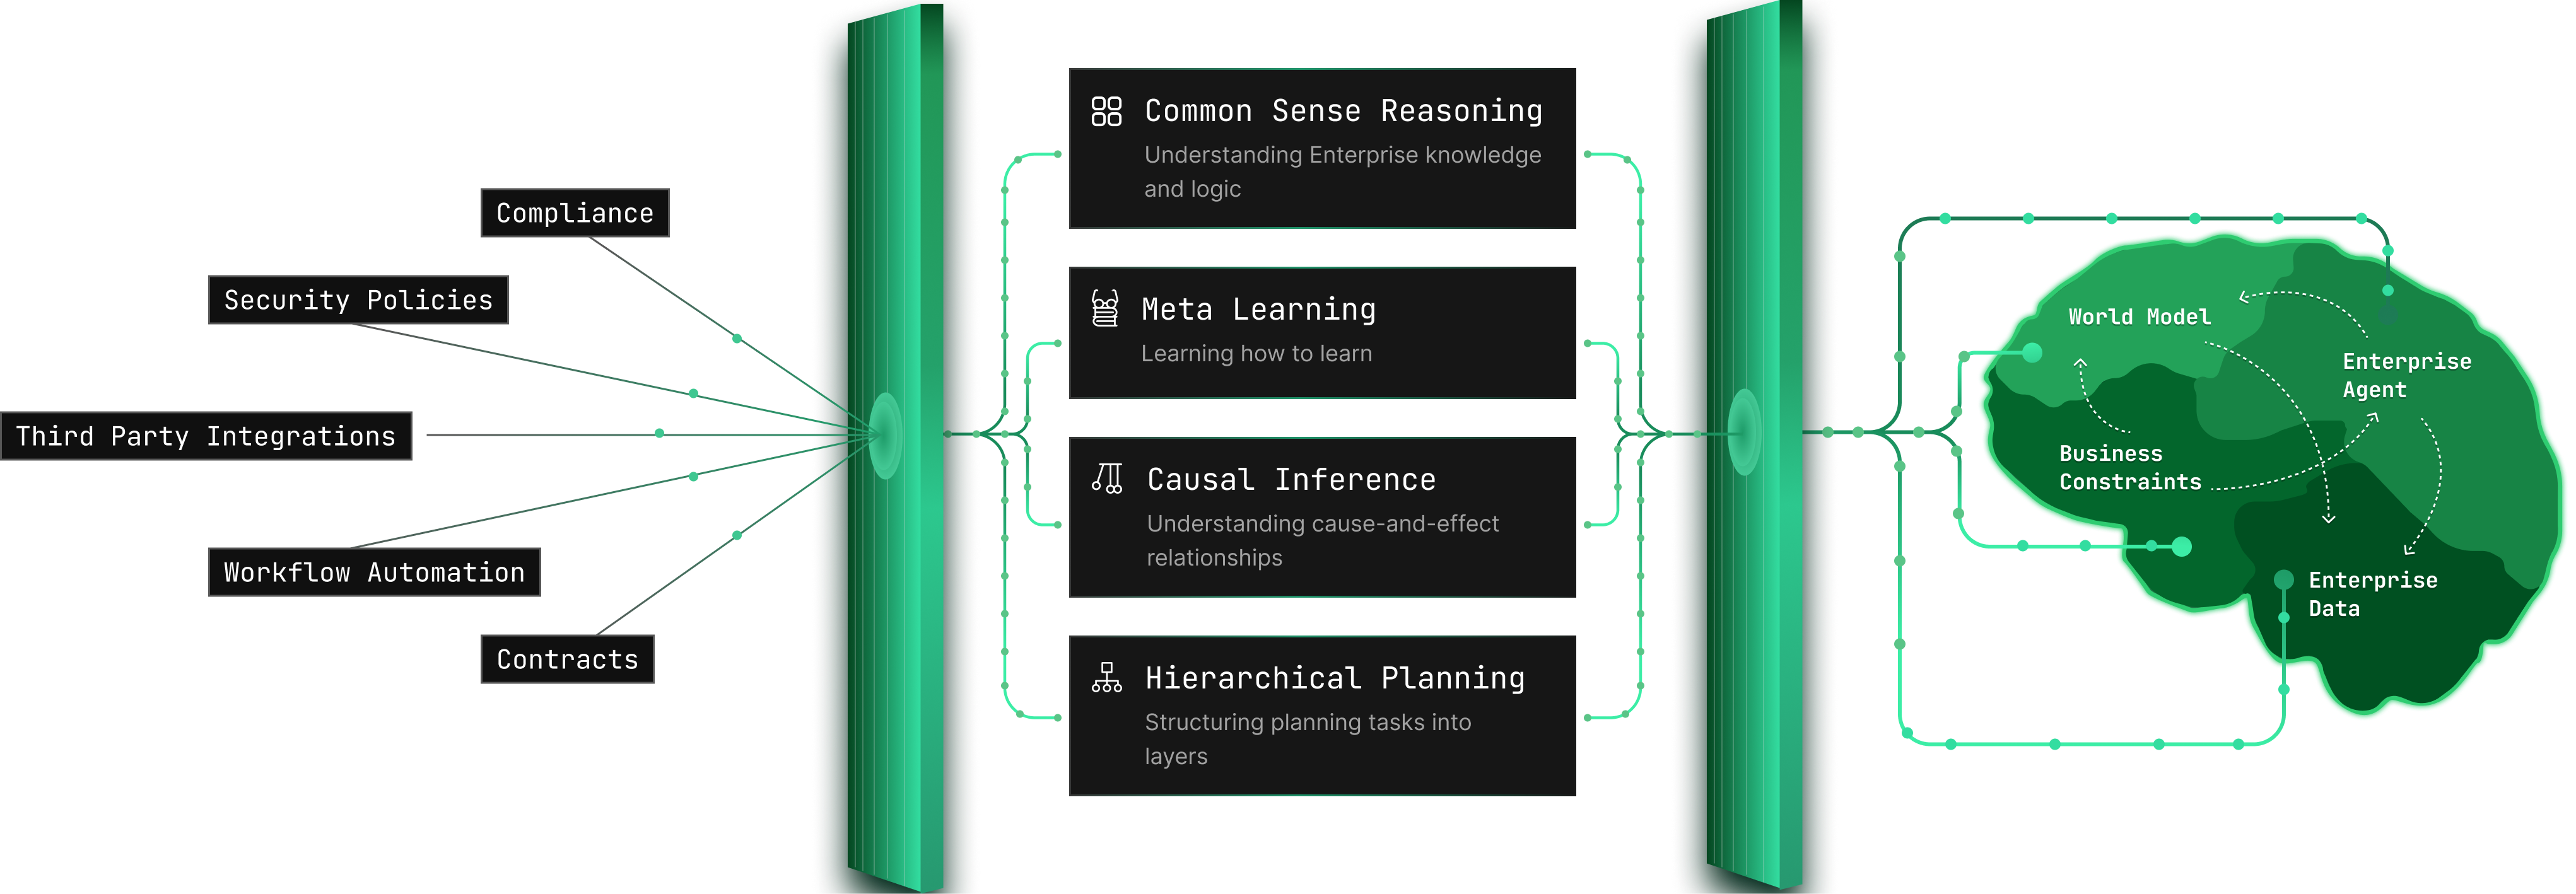 Compliance
Security Policies
Third Party Integrations
Workflow Automation
Contracts
Common Sense Reasoning
Understanding Enterprise knowledge
and logic
Meta Learning
Learning how to learn
Causal Inference
Understanding cause-and-effect
relationships
Hierarchical Planning
Structuring planning tasks into
layers
World Model
Enterprise
Agent
Business
Constraints
Enterprise
Data